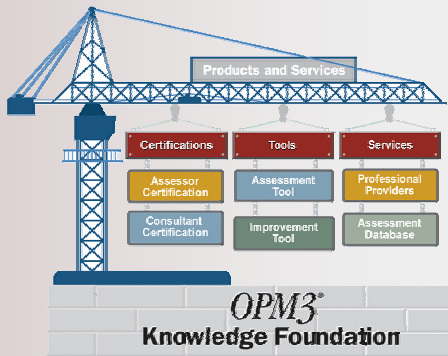 Products and Services
Certifications
Tools
Services
Assessor
Certification
Assessment
Tool
Professional
Providers
Consultant
Certification
Improvement
Tool
Assessment
Database
OPM3®
Knowledge Foundation